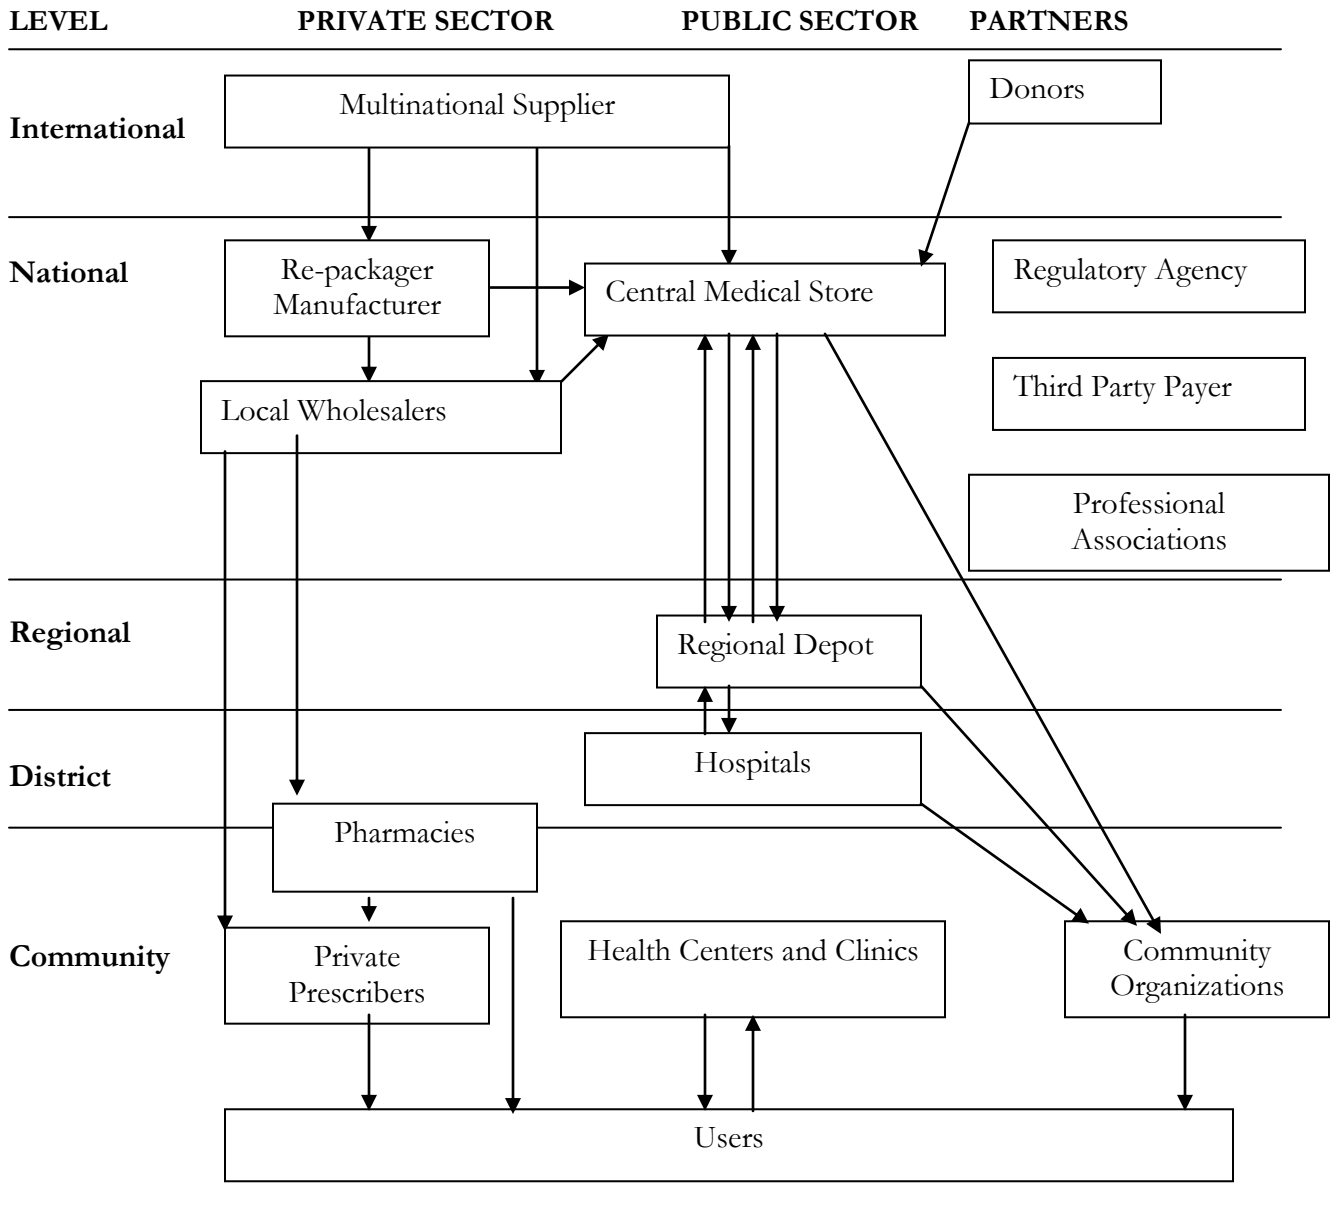 LEVEL PRIVATE SECTOR PUBLIC SECTOR PARTNERS
Multinational Supplier
Donors
International
National
Re-packager
Manufacturer
Central Medical Store
Regulatory Agency
Local Wholesalers
Third Party Payer
Professional
Associations
Regional
Regional Depot
District
Hospitals
Pharmacies
Community
Private
Prescribers
Health Centers and Clinics
Community
Organizations
Users